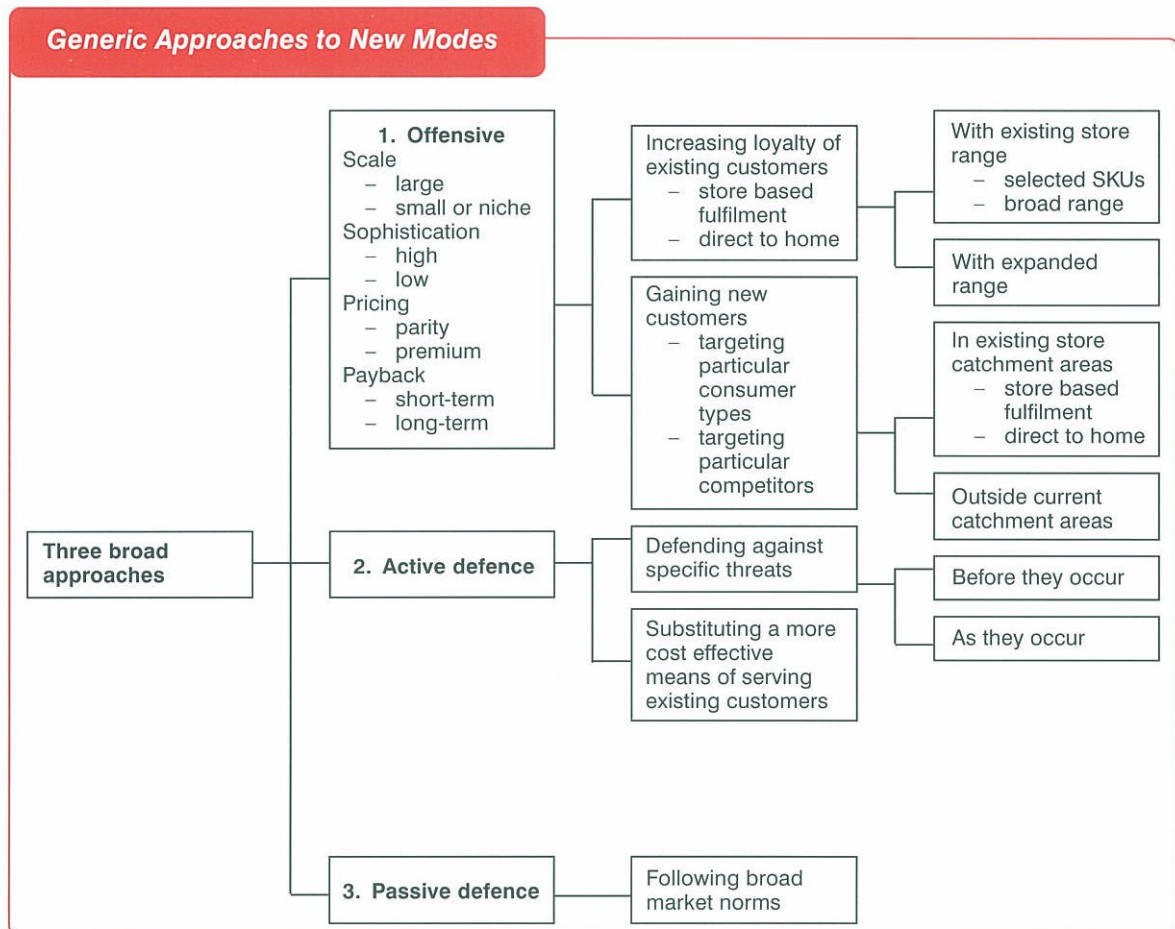 Generic Approaches to New Modes
Three broad
approaches
1. Offensive
Scale
– large
– small or niche
Sophistication
– high
– low
Pricing
– parity
– premium
Payback
– short-term
– long-term
Increasing loyalty of
existing customers
– store based
fulfilment
– direct to home
With existing store
range
– selected SKUs
– broad range
With expanded
range
Gaining new
customers
– targeting
particular
consumer
types
– targeting
particular
competitors
In existing store
catchment areas
– store based
fulfilment
– direct to home
Outside current
catchment areas
2. Active defence
Defending against
specific threats
Before they occur
As they occur
Substituting a more
cost effective
means of serving
existing customers
3. Passive defence
Following broad
market norms